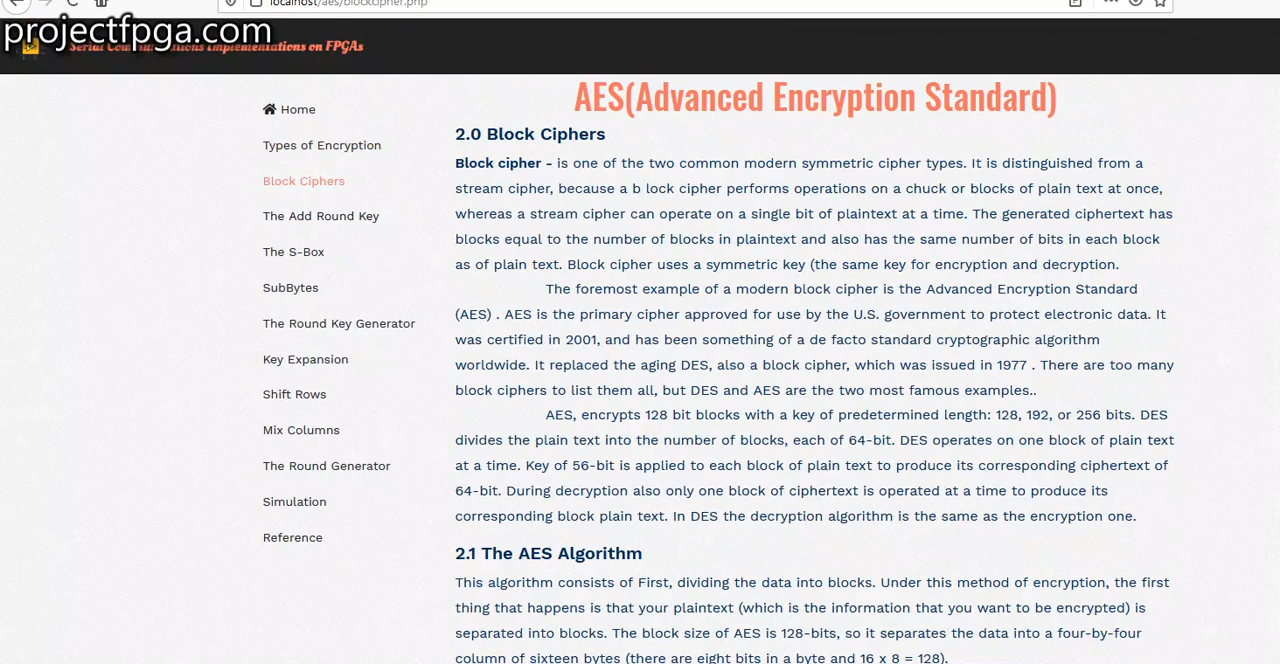 localhost/aes/blockcipher.php
projectfpga.com
Implementations on FPGAs
Home
Types of Encryption
Block Ciphers
The Add Round Key
The S-Box
SubBytes
The Round Key Generator
Key Expansion
Shift Rows
Mix Columns
The Round Generator
Simulation
Reference
AES(Advanced Encryption Standard)
2.0 Block Ciphers
Block cipher - is one of the two common modern symmetric cipher types. It is distinguished from a
stream cipher, because a b lock cipher performs operations on a chuck or blocks of plain text at once,
whereas a stream cipher can operate on a single bit of plaintext at a time. The generated ciphertext has
blocks equal to the number of blocks in plaintext and also has the same number of bits in each block
as of plain text. Block cipher uses a symmetric key (the same key for encryption and decryption.
The foremost example of a modern block cipher is the Advanced Encryption Standard
(AES) . AES is the primary cipher approved for use by the U.S. government to protect electronic data. It
was certified in 2001, and has been something of a de facto standard cryptographic algorithm
worldwide. It replaced the aging DES, also a block cipher, which was issued in 1977 . There are too many
block ciphers to list them all, but DES and AES are the two most famous examples..
AES, encrypts 128 bit blocks with a key of predetermined length: 128, 192, or 256 bits. DES
divides the plain text into the number of blocks, each of 64-bit. DES operates on one block of plain text
at a time. Key of 56-bit is applied to each block of plain text to produce its corresponding ciphertext of
64-bit. During decryption also only one block of ciphertext is operated at a time to produce its
corresponding block plain text. In DES the decryption algorithm is the same as the encryption one.
2.1 The AES Algorithm
This algorithm consists of First, dividing the data into blocks. Under this method of encryption, the first
thing that happens is that your plaintext (which is the information that you want to be encrypted) is
separated into blocks. The block size of AES is 128-bits, so it separates the data into a four-by-four
column of sixteen bytes (there are eight bits in a byte and 16 x 8 = 128).